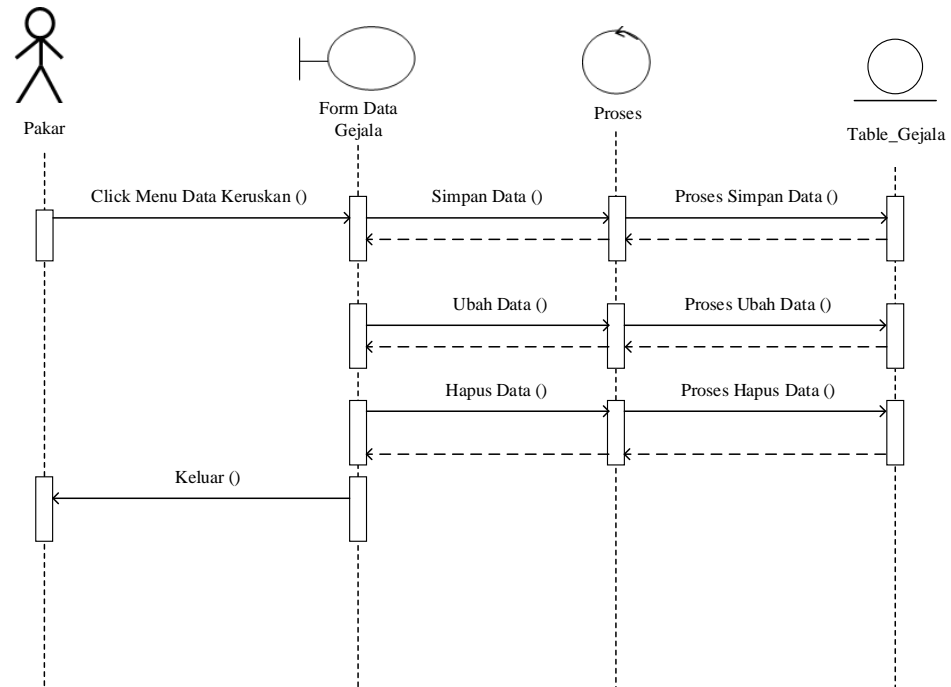 Pakar
Form Data
Gejala
Proses
Table_Gejala
Click Menu Data Keruskan ()
Simpan Data ()
Proses Simpan Data ()
Ubah Data ()
Proses Ubah Data ()
Hapus Data ()
Proses Hapus Data ()
Keluar ()